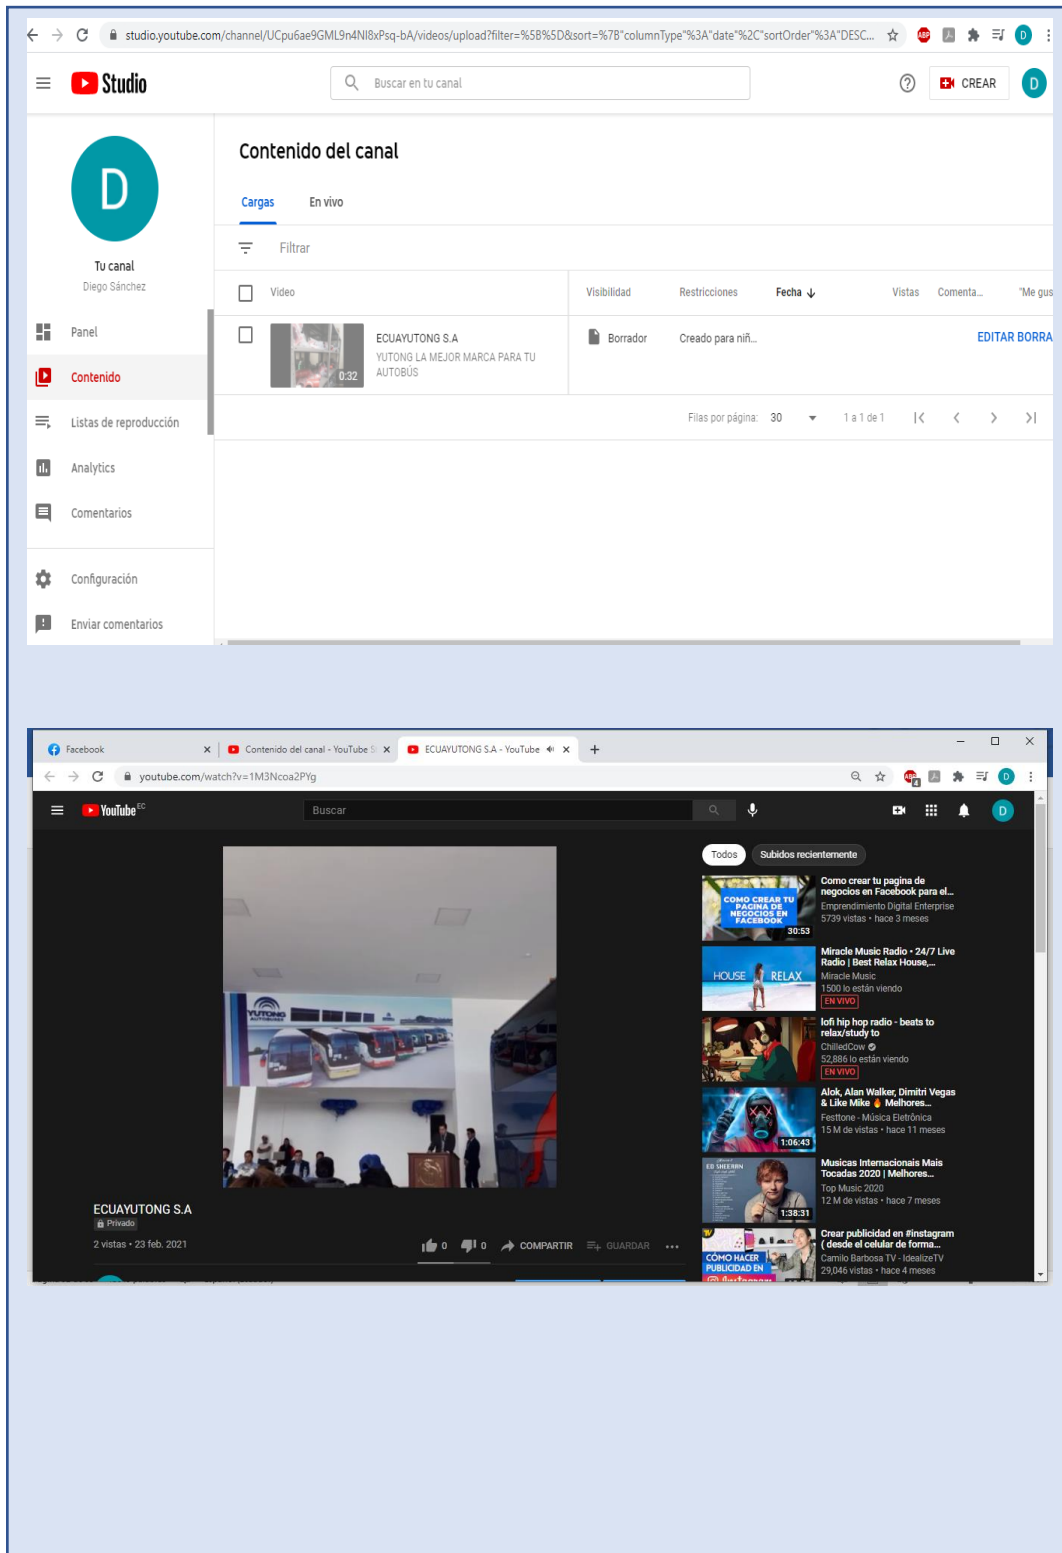 studio.youtube.com/channel/UCpu6ae9GML9n4NI8xPsq-bA/videos/upload?filter=%5B%5D&sort=%7B"columnType"%3A"date"%2C"sortOrder"%3A"DESC...
ABP
D
Studio
Buscar en tu canal
CREAR
D
D
Tu canal
Diego Sánchez
Panel
Contenido
Listas de reproducción
Analytics
Comentarios
Configuración
Enviar comentarios
Contenido del canal
Cargas En vivo
Filtrar
Video Visibilidad Restricciones Fecha Vistas Comenta... "Me gus
0:32
ECUAYUTONG S.A
YUTONG LA MEJOR MARCA PARA TU
AUTOBÚS
Borrador Creado para niñ... EDITAR BORRA
Filas por página: 30 1 a 1 de 1
Facebook Contenido del canal - YouTube S ECUAYUTONG S.A - YouTube
youtube.com/watch?v=1M3Ncoa2PYg
ABP
4
D
YouTube EC
Buscar
D
YUTONG
ECUAYUTONG S.A
Privado
2 vistas • 23 feb. 2021
0 0 COMPARTIR GUARDAR
Todos Subidos recientemente
COMO CREAR TU
PAGINA DE
NEGOCIOS EN
FACEBOOK
30:53
Como crear tu pagina de
negocios en Facebook para el...
Emprendimiento Digital Enterprise
5739 vistas • hace 3 meses
HOUSE RELAX
Miracle Music Radio • 24/7 Live
Radio | Best Relax House,...
Miracle Music
1500 lo están viendo
EN VIVO
lofi hip hop radio - beats to
relax/study to
ChilledCow
52,886 lo están viendo
EN VIVO
1:06:43
Alok, Alan Walker, Dimitri Vegas
& Like Mike 🔥 Melhores...
Festtone - Música Eletrônica
15 M de vistas • hace 11 meses
ED SHEERAN
1:38:31
Musicas Internacionais Mais
Tocadas 2020 | Melhores...
Top Music 2020
12 M de vistas • hace 7 meses
CÓMO HACER
PUBLICIDAD EN
Crear publicidad en #instagram
( desde el celular de forma...
Camilo Barbosa TV - IdealizeTV
29,046 vistas • hace 4 meses